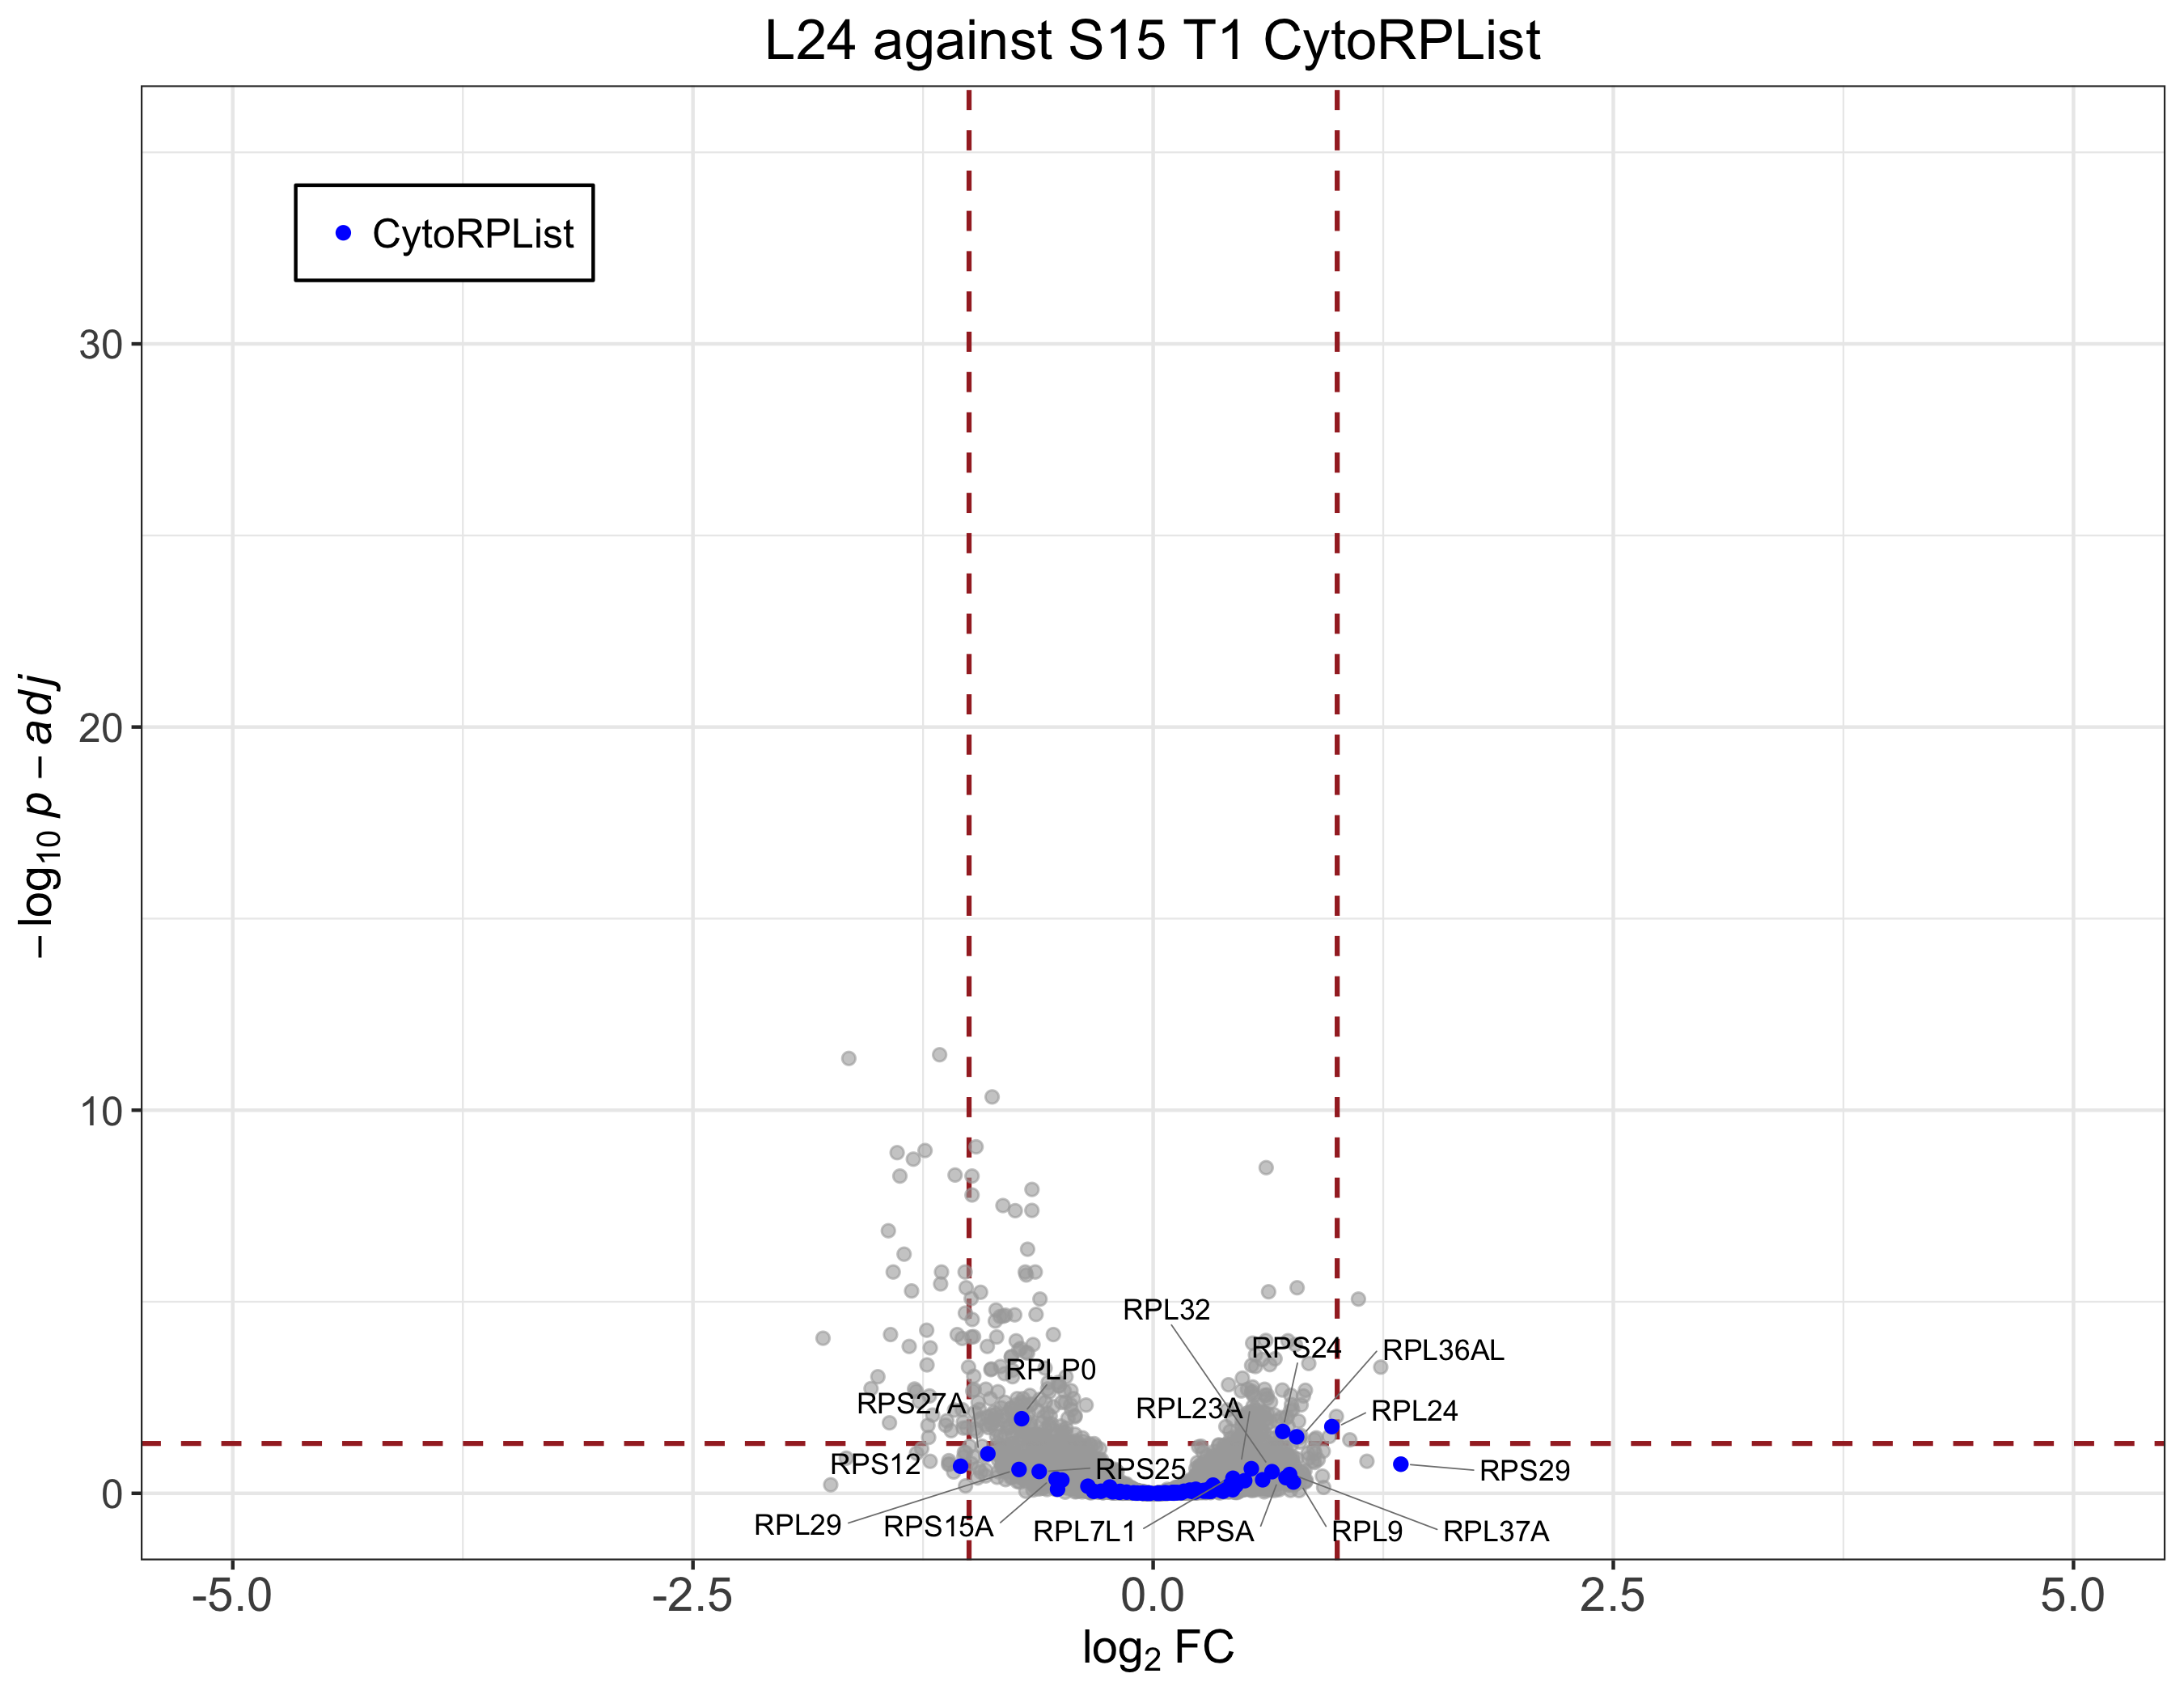 L24 against S15 T1 CytoRPList
CytoRPList
30
20
10
0
−log10 p − adj
RPL32
RPS24
RPL36AL
RPLP0
RPS27A
RPL23A
RPL24
RPS12
RPS25
RPS29
RPL29
RPS15A
RPL7L1
RPSA
RPL9
RPL37A
-5.0
-2.5
0.0
2.5
5.0
log2 FC